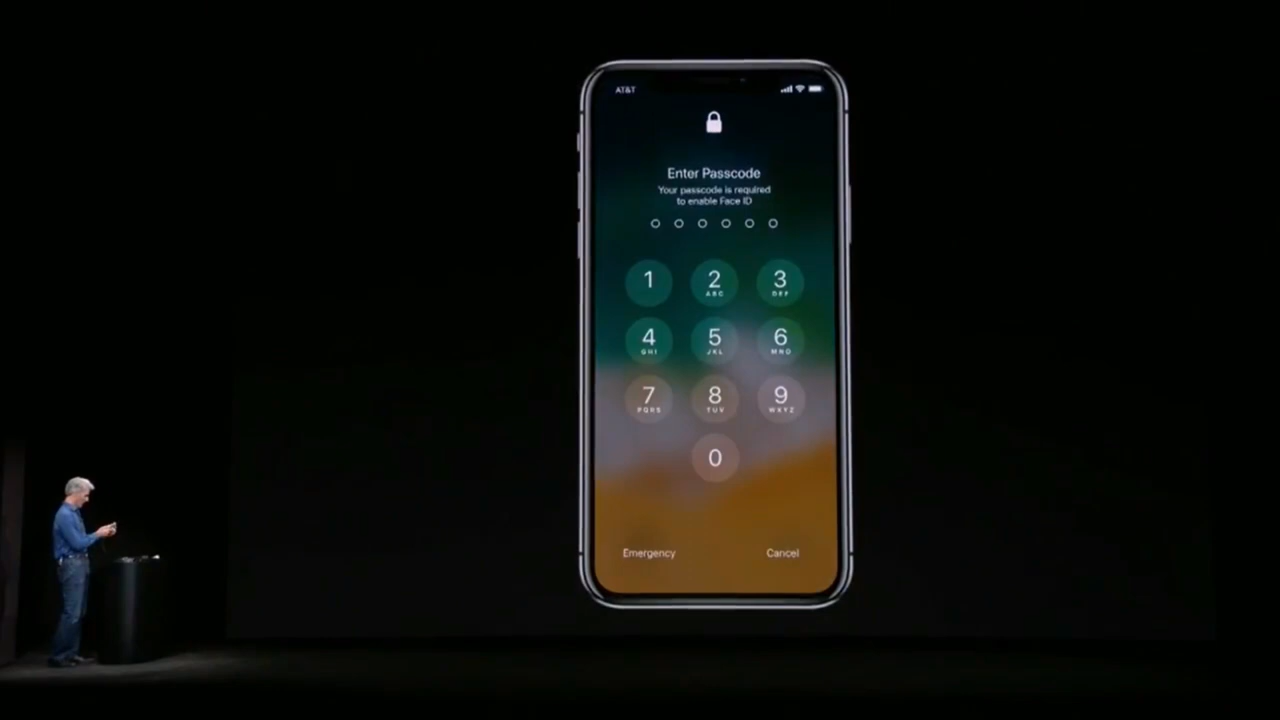 AT&T
Enter Passcode
Your passcode is required
to enable Face ID
1
2
ABC
3
DEF
4
GHI
5
JKL
6
MNO
7
PQRS
8
TUV
9
WXYZ
0
Emergency
Cancel